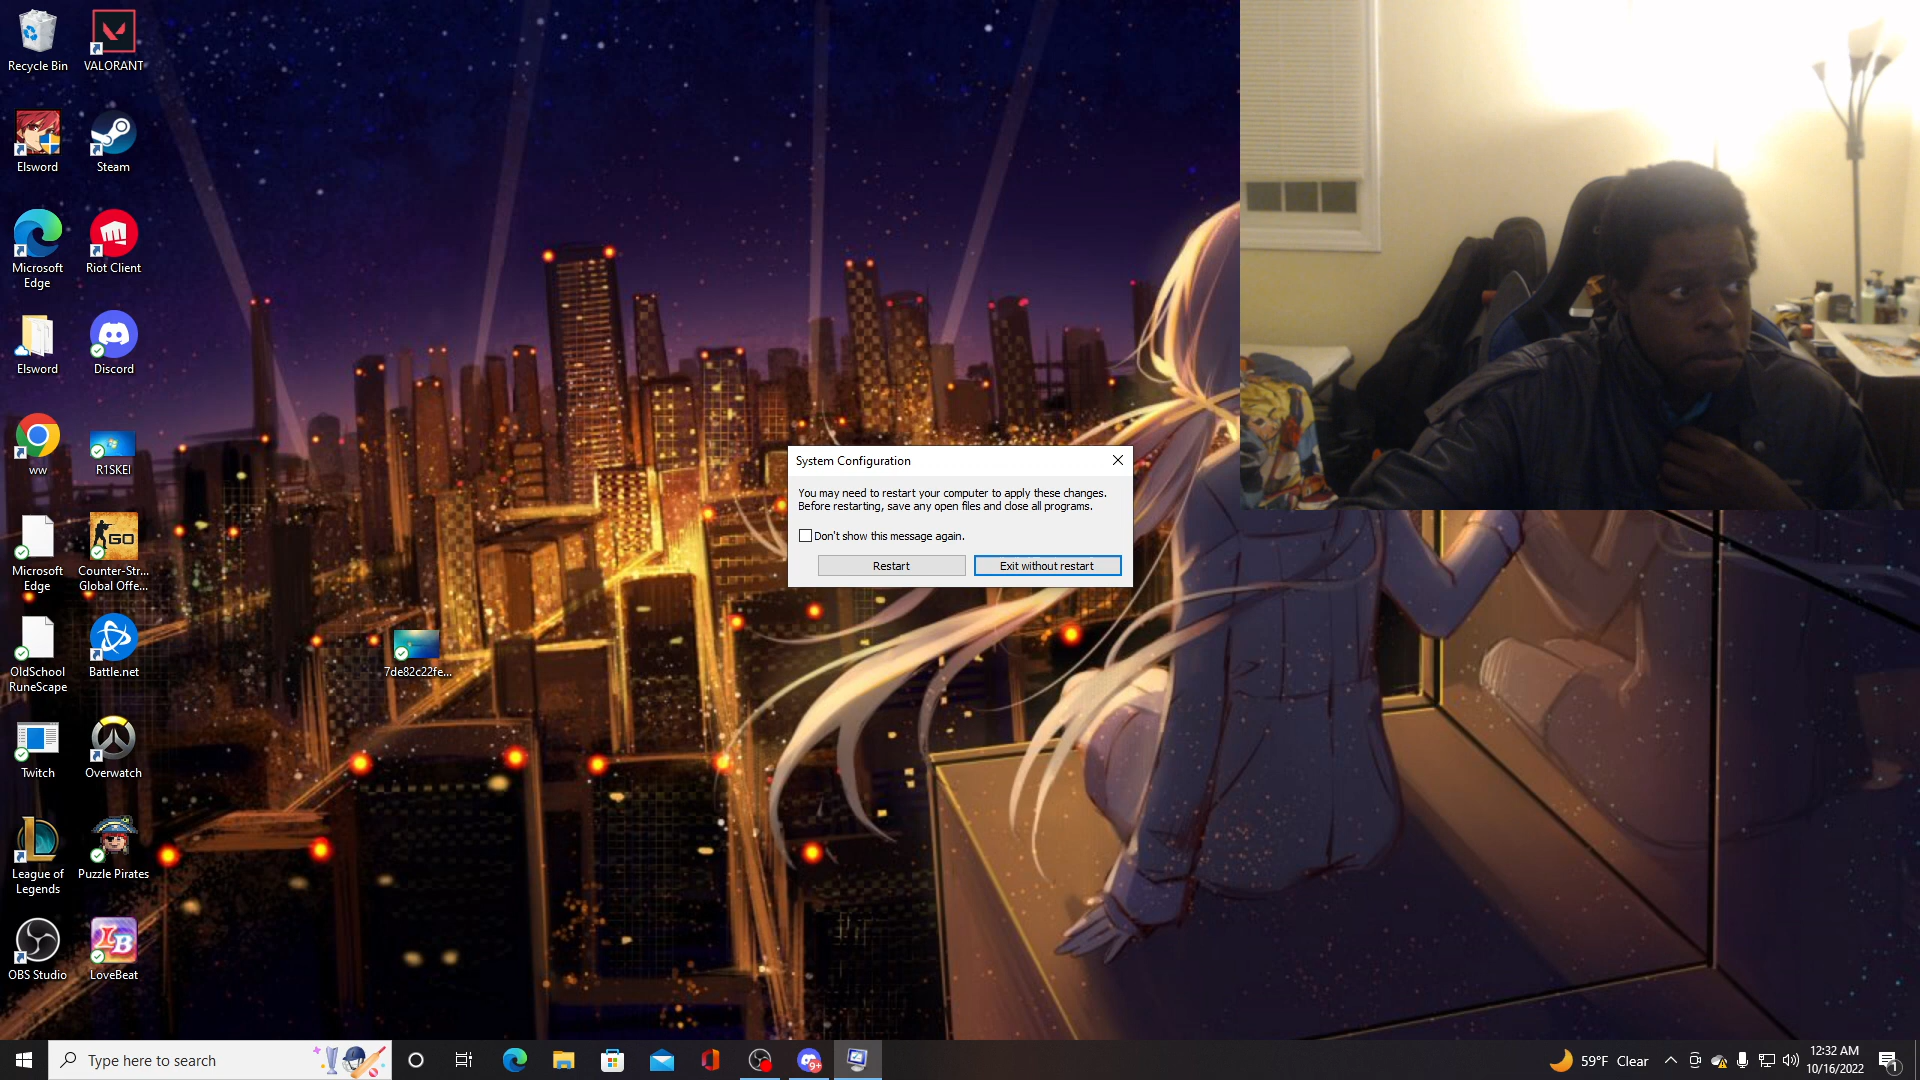 Recycle Bin
VALORANT
Elsword
Steam
Microsoft
Edge
Riot Client
Elsword
Discord
ww
R1SKEI
Microsoft
Edge
GO
Counter-Str...
Global Offe...
OldSchool
RuneScape
Battle.net
7de82c22fe...
Twitch
Overwatch
League of
Legends
Puzzle Pirates
OBS Studio
LB
LoveBeat
System Configuration
You may need to restart your computer to apply these changes.
Before restarting, save any open files and close all programs.
Don't show this message again.
Restart
Exit without restart
Type here to search
9+
59°F Clear
12:32 AM
10/16/2022
1